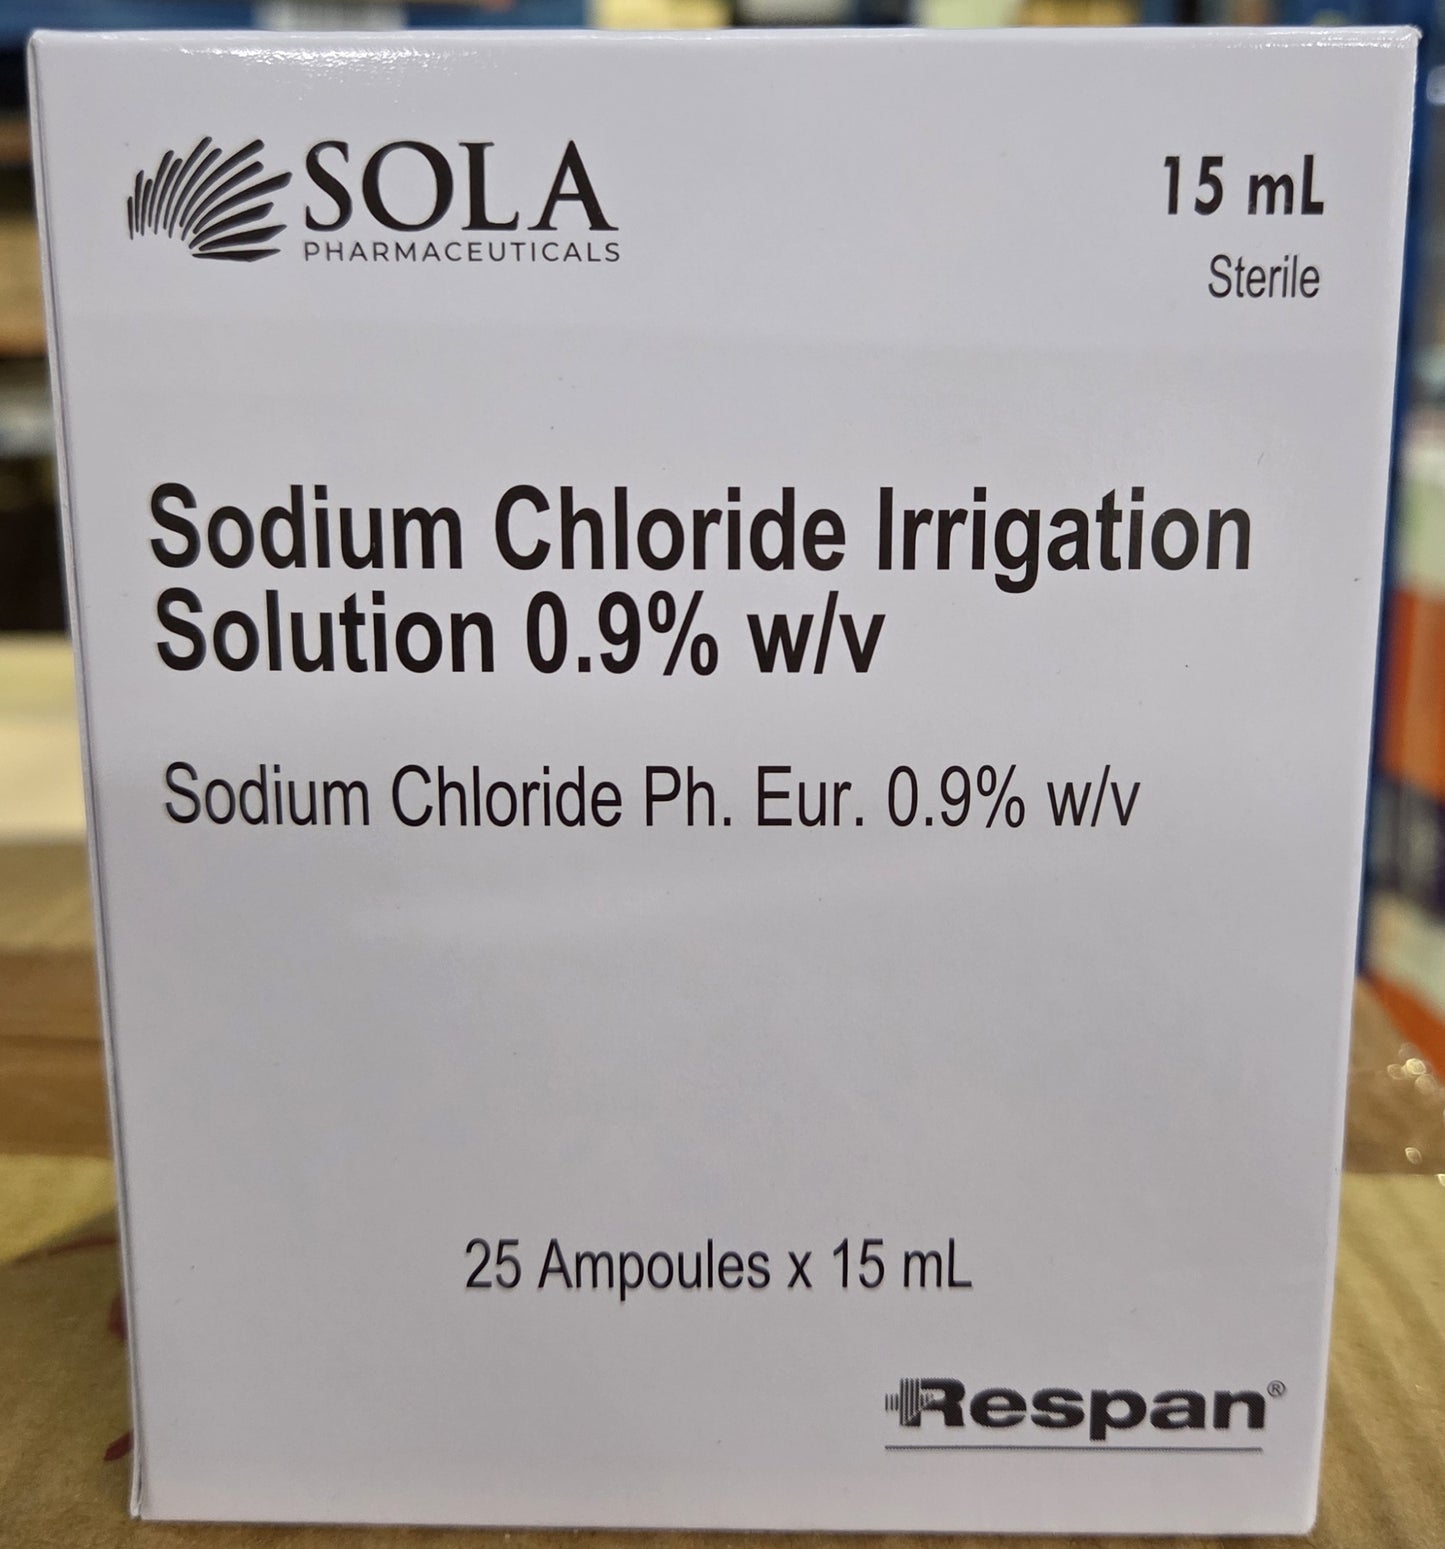 SOLA
PHARMACEUTICALS
15 mL
Sterile
Sodium Chloride Irrigation
Solution 0.9% w/v
Sodium Chloride Ph. Eur. 0.9% w/v
25 Ampoules x 15 mL
Respan®